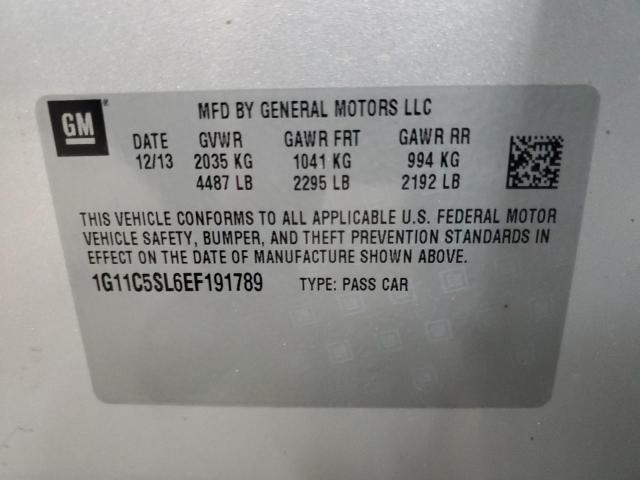 GM
MFD BY GENERAL MOTORS LLC
DATE GVWR GAWR FRT GAWR RR
12/13 2035 KG 1041 KG 994 KG
4487 LB 2295 LB 2192 LB
THIS VEHICLE CONFORMS TO ALL APPLICABLE U.S. FEDERAL MOTOR
VEHICLE SAFETY, BUMPER, AND THEFT PREVENTION STANDARDS IN
EFFECT ON THE DATE OF MANUFACTURE SHOWN ABOVE.
1G11C5SL6EF191789 TYPE: PASS CAR